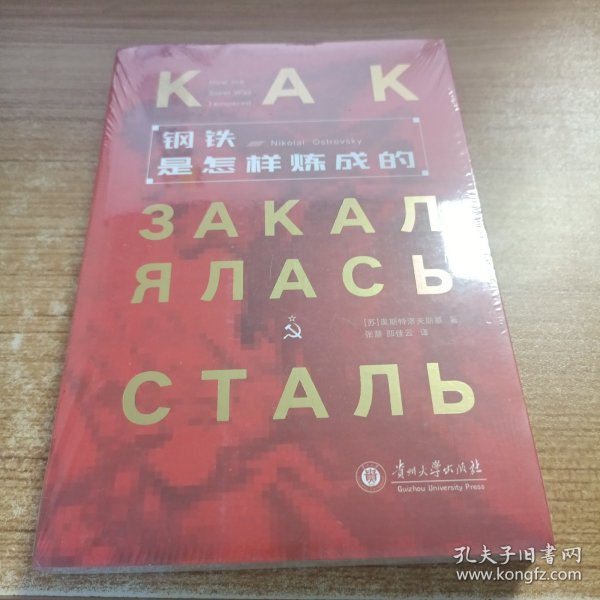 КАК
How the
Steel Was
Tempered
钢铁 Nikolai Ostrovsky
是怎样炼成的
ЗАКАЛ
ЯЛАСЬ
[苏]奥斯特洛夫斯基 著
张慧 邵佳云 译
СТАЛЬ
贵州大学出版社
Guizhou University Press
孔夫子旧书网
www.kongfz.com